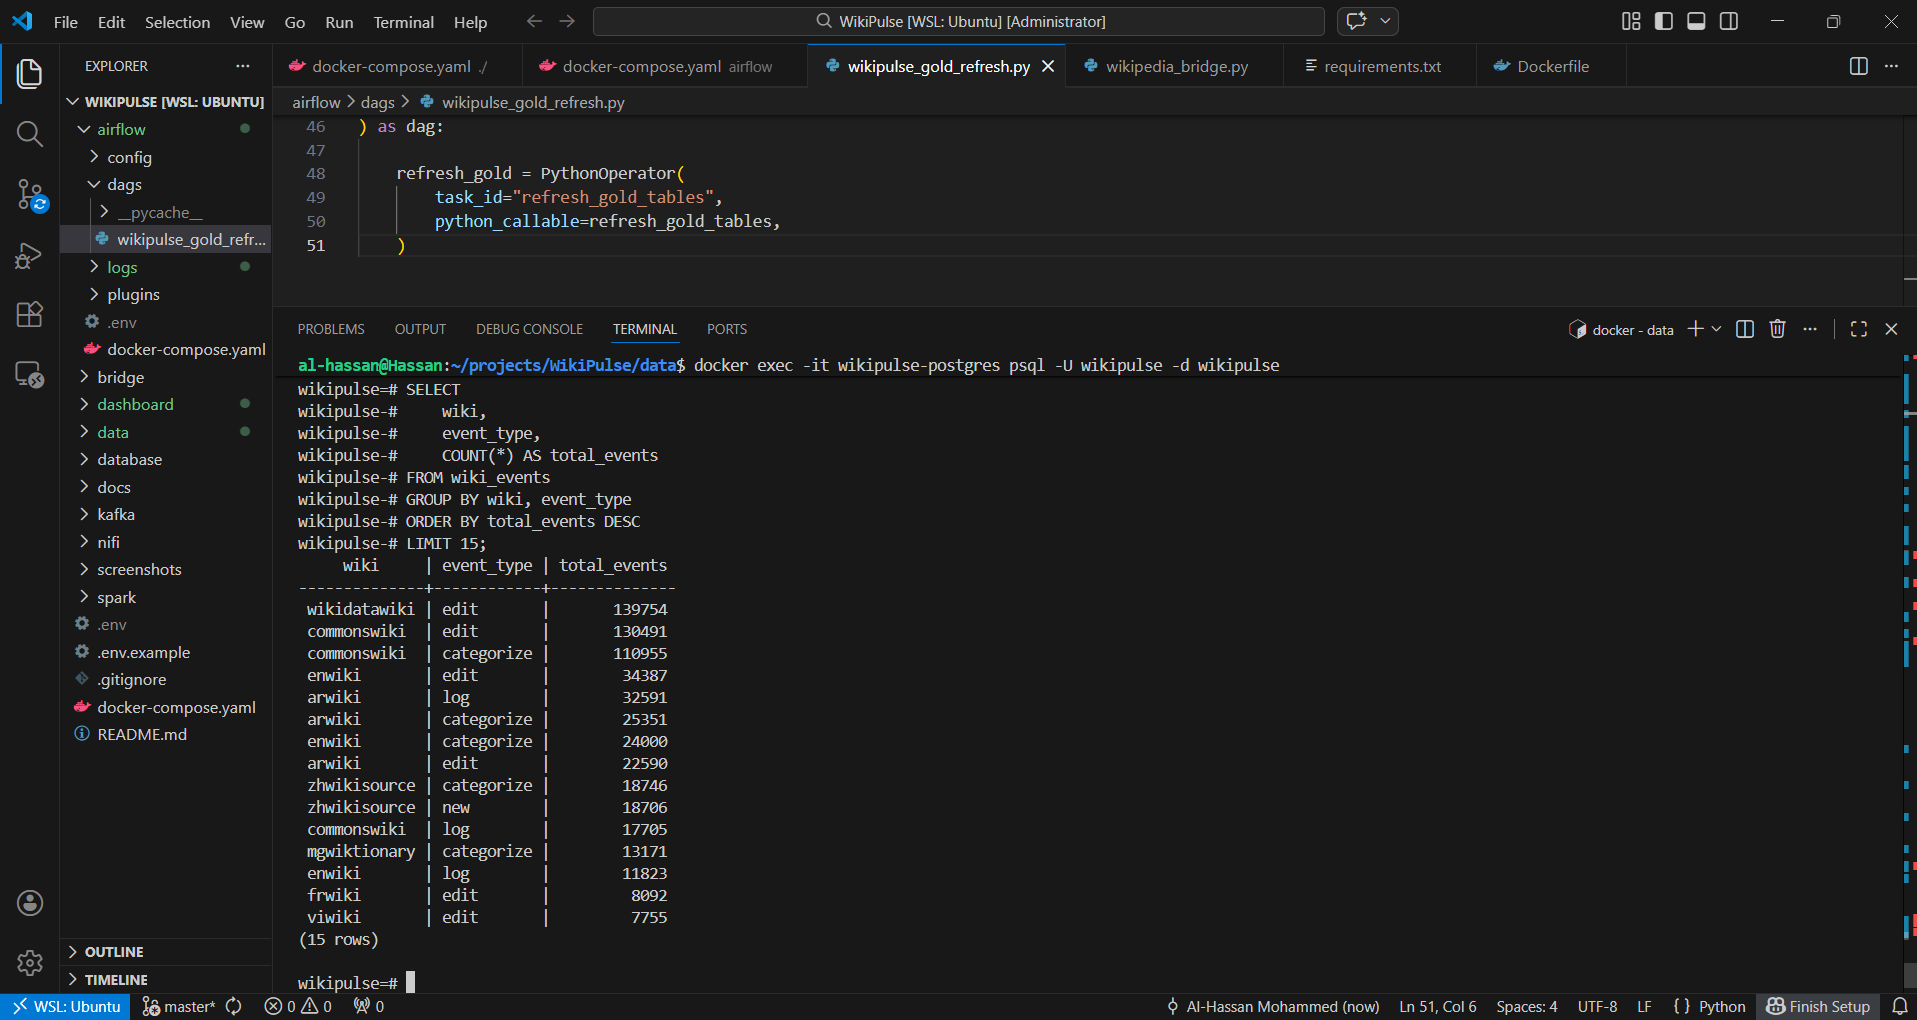 File Edit Selection View Go Run Terminal Help
WikiPulse [WSL: Ubuntu] [Administrator]
EXPLORER
docker-compose.yaml ./
docker-compose.yaml airflow
wikipulse_gold_refresh.py
wikipedia_bridge.py
requirements.txt
Dockerfile
WIKIPULSE [WSL: UBUNTU]
airflow
config
dags
__pycache__
wikipulse_gold_refr...
logs
plugins
.env
docker-compose.yaml
bridge
dashboard
data
database
docs
kafka
nifi
screenshots
spark
.env
.env.example
.gitignore
docker-compose.yaml
README.md
OUTLINE
TIMELINE
airflow > dags > wikipulse_gold_refresh.py
46 ) as dag:
47
48 refresh_gold = PythonOperator(
49 task_id="refresh_gold_tables",
50 python_callable=refresh_gold_tables,
51 )
PROBLEMS OUTPUT DEBUG CONSOLE TERMINAL PORTS
docker - data
al-hassan@Hassan:~/projects/WikiPulse/data$ docker exec -it wikipulse-postgres psql -U wikipulse -d wikipulse
wikipulse=# SELECT
wikipulse-#     wiki,
wikipulse-#     event_type,
wikipulse-#     COUNT(*) AS total_events
wikipulse-# FROM wiki_events
wikipulse-# GROUP BY wiki, event_type
wikipulse-# ORDER BY total_events DESC
wikipulse-# LIMIT 15;
     wiki     | event_type | total_events
--------------+------------+--------------
 wikidatawiki | edit       |       139754
 commonswiki  | edit       |       130491
 commonswiki  | categorize |       110955
 enwiki       | edit       |        34387
 arwiki       | log        |        32591
 arwiki       | categorize |        25351
 enwiki       | categorize |        24000
 arwiki       | edit       |        22590
 zhwikisource | categorize |        18746
 zhwikisource | new        |        18706
 commonswiki  | log        |        17705
 mgwiktionary | categorize |        13171
 enwiki       | log        |        11823
 frwiki       | edit       |         8092
 viwiki       | edit       |         7755
(15 rows)
wikipulse=#
WSL: Ubuntu master* 0 0 0 Al-Hassan Mohammed (now) Ln 51, Col 6 Spaces: 4 UTF-8 LF { } Python Finish Setup